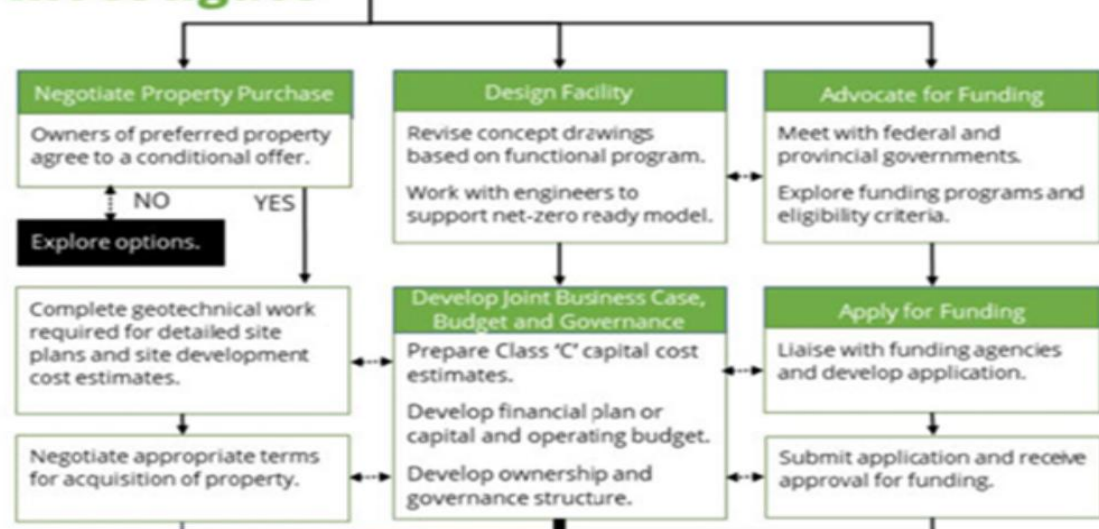 Negotiate Property Purchase
Owners of preferred property
agree to a conditional offer.
NO
YES
Explore options.
Complete geotechnical work
required for detailed site
plans and site development
cost estimates.
Negotiate appropriate terms
for acquisition of property.
Design Facility
Revise concept drawings
based on functional program.
Work with engineers to
support net-zero ready model.
Develop Joint Business Case,
Budget and Governance
Prepare Class 'C' capital cost
estimates.
Develop financial plan or
capital and operating budget.
Develop ownership and
governance structure.
Advocate for Funding
Meet with federal and
provincial governments.
Explore funding programs and
eligibility criteria.
Apply for Funding
Liaise with funding agencies
and develop application.
Submit application and receive
approval for funding.